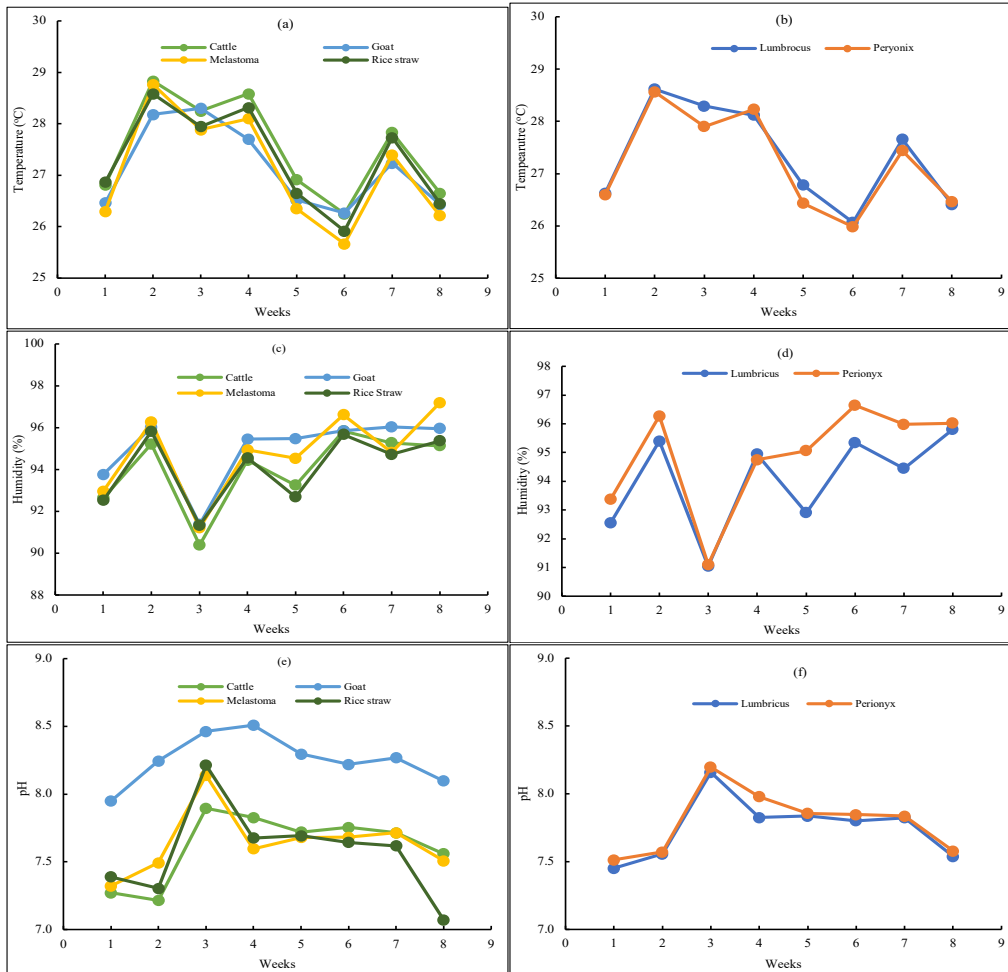 (a)
Cattle Goat
Melastoma Rice straw
Temperature (°C)
30
29
28
27
26
25
0 1 2 3 4 5 6 7 8 9
Weeks
(b)
Lumbrocus Peryonix
Tempearutre (°C)
30
29
28
27
26
25
0 1 2 3 4 5 6 7 8 9
Weeks
(c)
Cattle Goat
Melastoma Rice Straw
Humidity (%)
100
98
96
94
92
90
88
0 1 2 3 4 5 6 7 8 9
Weeks
(d)
Lumbricus Perionyx
Humidity (%)
98
97
96
95
94
93
92
91
90
0 1 2 3 4 5 6 7 8 9
Weeks
(e)
Cattle Goat
Melastoma Rice straw
pH
9.0
8.5
8.0
7.5
7.0
0 1 2 3 4 5 6 7 8 9
Weeks
(f)
Lumbricus Perionyx
pH
9.0
8.5
8.0
7.5
7.0
0 1 2 3 4 5 6 7 8 9
Weeks